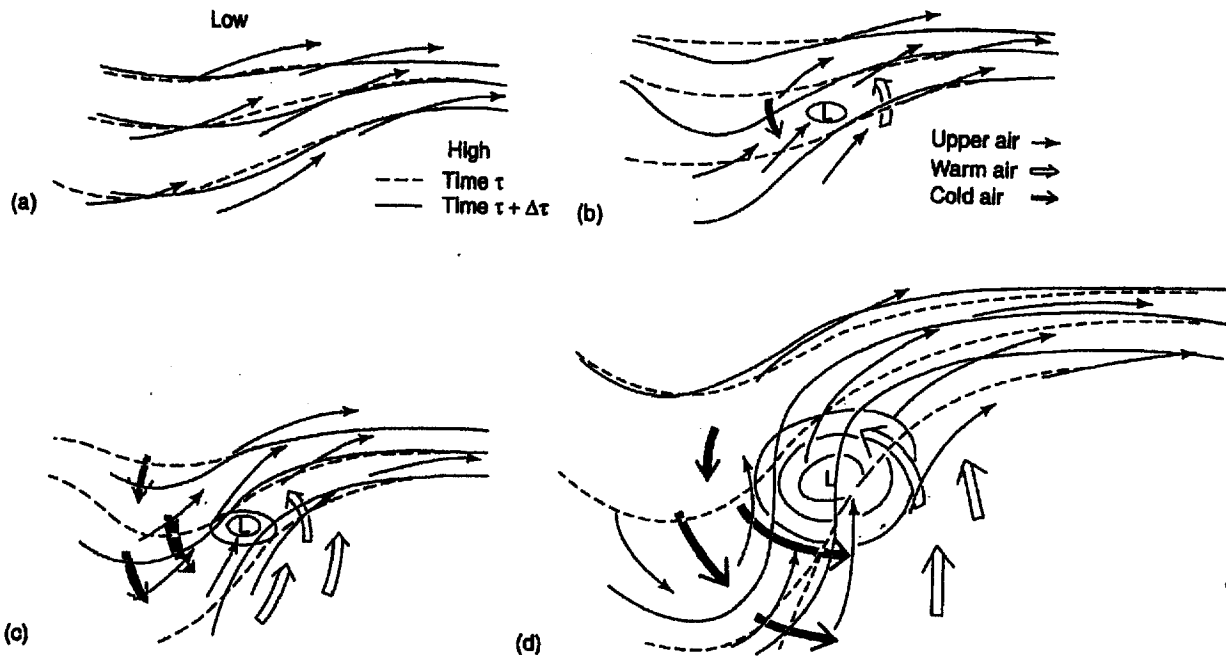 (a)
Low
High
Time τ
Time τ + Δτ
(b)
L
Upper air
Warm air
Cold air
(c)
L
(d)
L